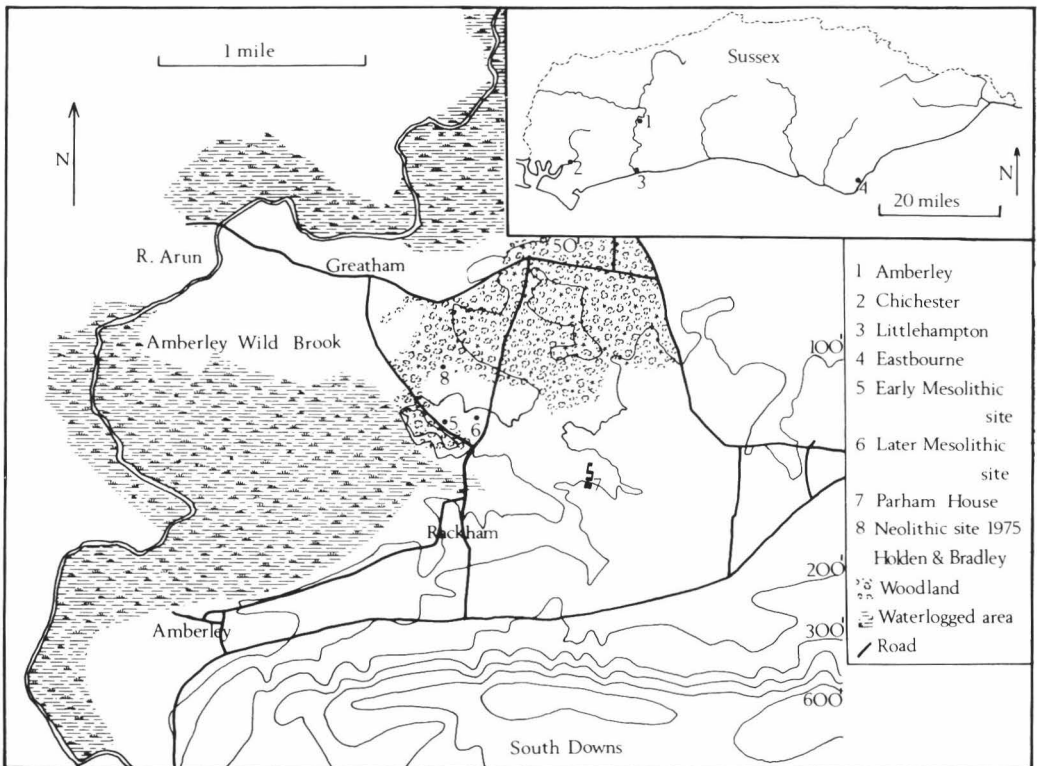 1 mile
N
Sussex
1
2
3
4
N
20 miles
R. Arun
Greatham
50'
Amberley Wild Brook
100'
8
5
6
7
Rackham
200'
Amberley
300'
600'
South Downs
1 Amberley
2 Chichester
3 Littlehampton
4 Eastbourne
5 Early Mesolithic
site
6 Later Mesolithic
site
7 Parham House
8 Neolithic site 1975
Holden & Bradley
Woodland
Waterlogged area
Road